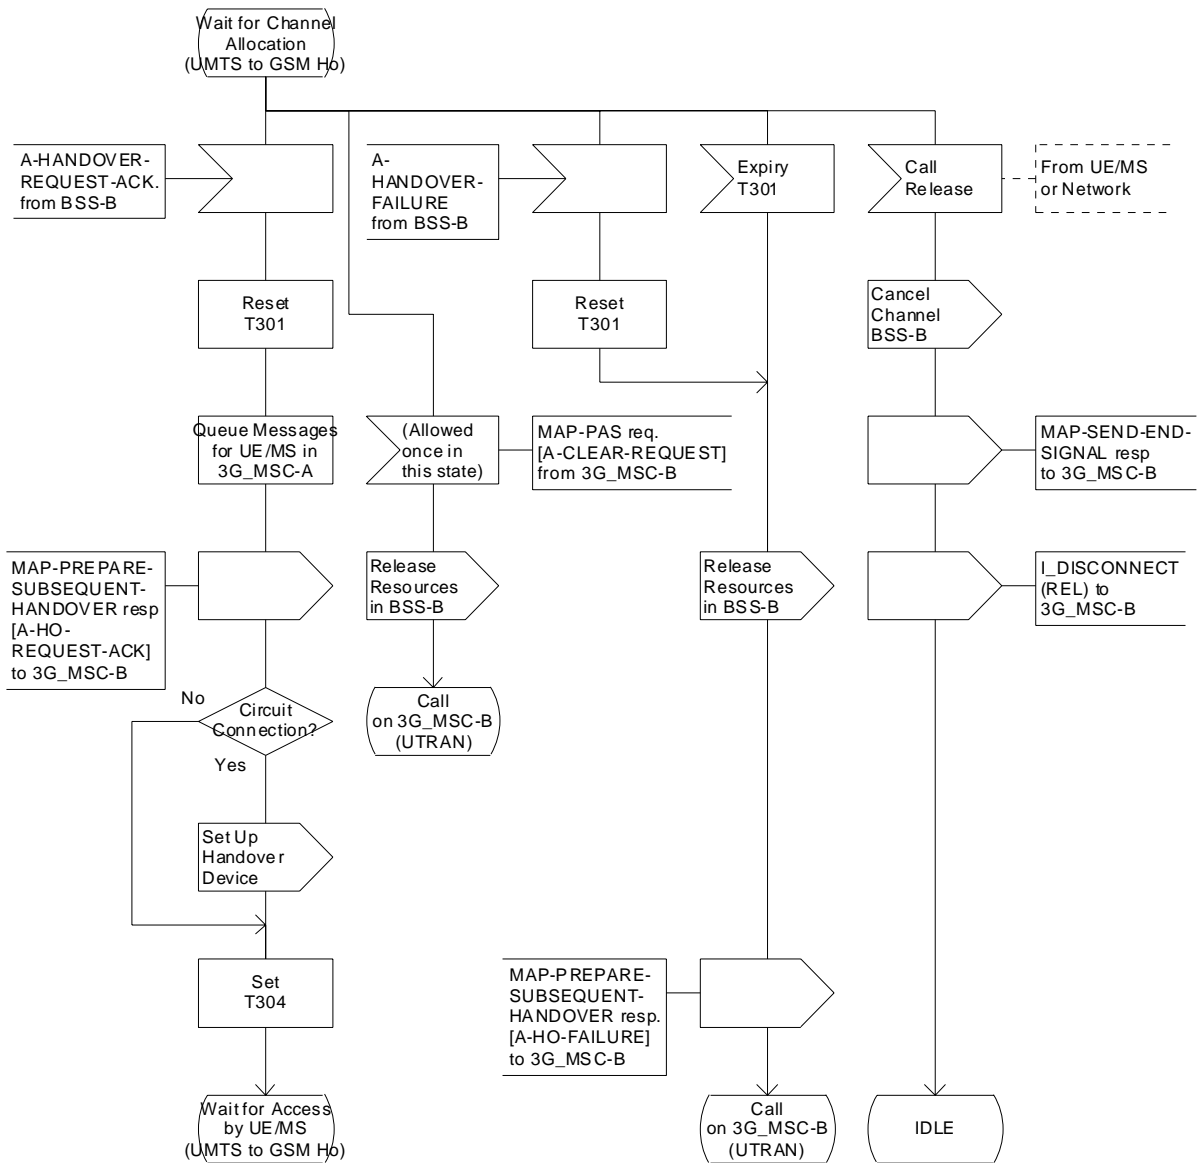 Wait for Channel
Allocation
(UMTS to GSM Ho)
A-HANDOVER-
REQUEST-ACK.
from BSS-B
A-
HANDOVER-
FAILURE
from BSS-B
Expiry
T301
Call
Release
From UE/MS
or Network
Reset
T301
Reset
T301
Cancel
Channel
BSS-B
Queue Messages
for UE/MS in
3G_MSC-A
(Allowed
once in
this state)
MAP-PAS req.
[A-CLEAR-REQUEST]
from 3G_MSC-B
MAP-SEND-END-
SIGNAL resp
to 3G_MSC-B
MAP-PREPARE-
SUBSEQUENT-
HANDOVER resp
[A-HO-
REQUEST-ACK]
to 3G_MSC-B
Release
Resources
in BSS-B
Release
Resources
in BSS-B
I_DISCONNECT
(REL) to
3G_MSC-B
No
Circuit
Connection?
Yes
Call
on 3G_MSC-B
(UTRAN)
Set Up
Handover
Device
Set
T304
MAP-PREPARE-
SUBSEQUENT-
HANDOVER resp.
[A-HO-FAILURE]
to 3G_MSC-B
Wait for Access
by UE/MS
(UMTS to GSM Ho)
Call
on 3G_MSC-B
(UTRAN)
IDLE